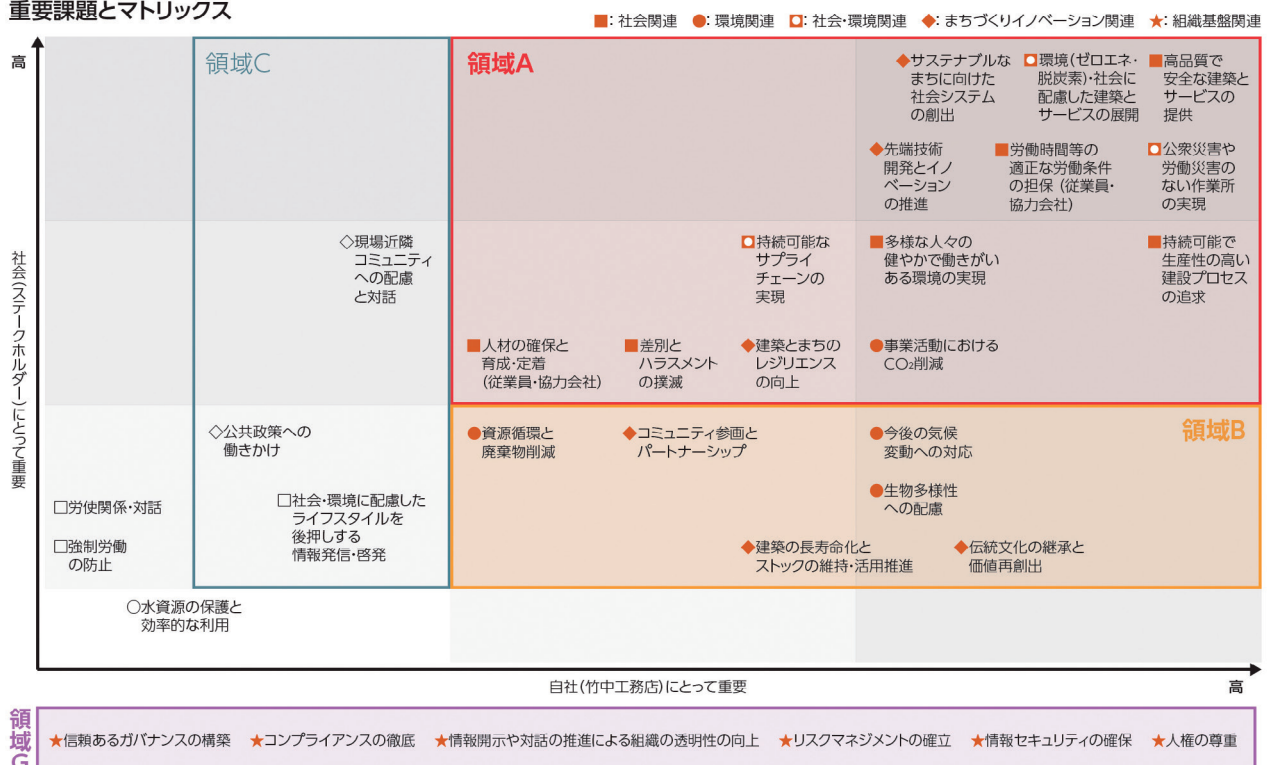 重要課題とマトリックス
■：社会関連 ●：環境関連 ◘：社会・環境関連 ◆：まちづくりイノベーション関連 ★：組織基盤関連
高
社会（ステークホルダー）にとって重要
領域C
◇現場近隣
コミュニティ
への配慮
と対話
◇公共政策への
働きかけ
□社会・環境に配慮した
ライフスタイルを
後押しする
情報発信・啓発
□労使関係・対話
□強制労働
の防止
○水資源の保護と
効率的な利用
領域A
◆サステナブルな
まちに向けた
社会システム
の創出
◘環境（ゼロエネ・
脱炭素）・社会に
配慮した建築と
サービスの展開
■高品質で
安全な建築と
サービスの
提供
◆先端技術
開発とイノ
ベーション
の推進
■労働時間等の
適正な労働条件
の担保（従業員・
協力会社）
◘公衆災害や
労働災害の
ない作業所
の実現
◘持続可能な
サプライ
チェーンの
実現
■多様な人々の
健やかで働きがい
ある環境の実現
■持続可能で
生産性の高い
建設プロセス
の追求
■人材の確保と
育成・定着
（従業員・協力会社）
■差別と
ハラスメント
の撲滅
◆建築とまちの
レジリエンス
の向上
●事業活動における
CO₂削減
領域B
●資源循環と
廃棄物削減
◆コミュニティ参画と
パートナーシップ
●今後の気候
変動への対応
●生物多様性
への配慮
◆建築の長寿命化と
ストックの維持・活用推進
◆伝統文化の継承と
価値再創出
自社（竹中工務店）にとって重要
高
領域G
★信頼あるガバナンスの構築 ★コンプライアンスの徹底 ★情報開示や対話の推進による組織の透明性の向上 ★リスクマネジメントの確立 ★情報セキュリティの確保 ★人権の尊重